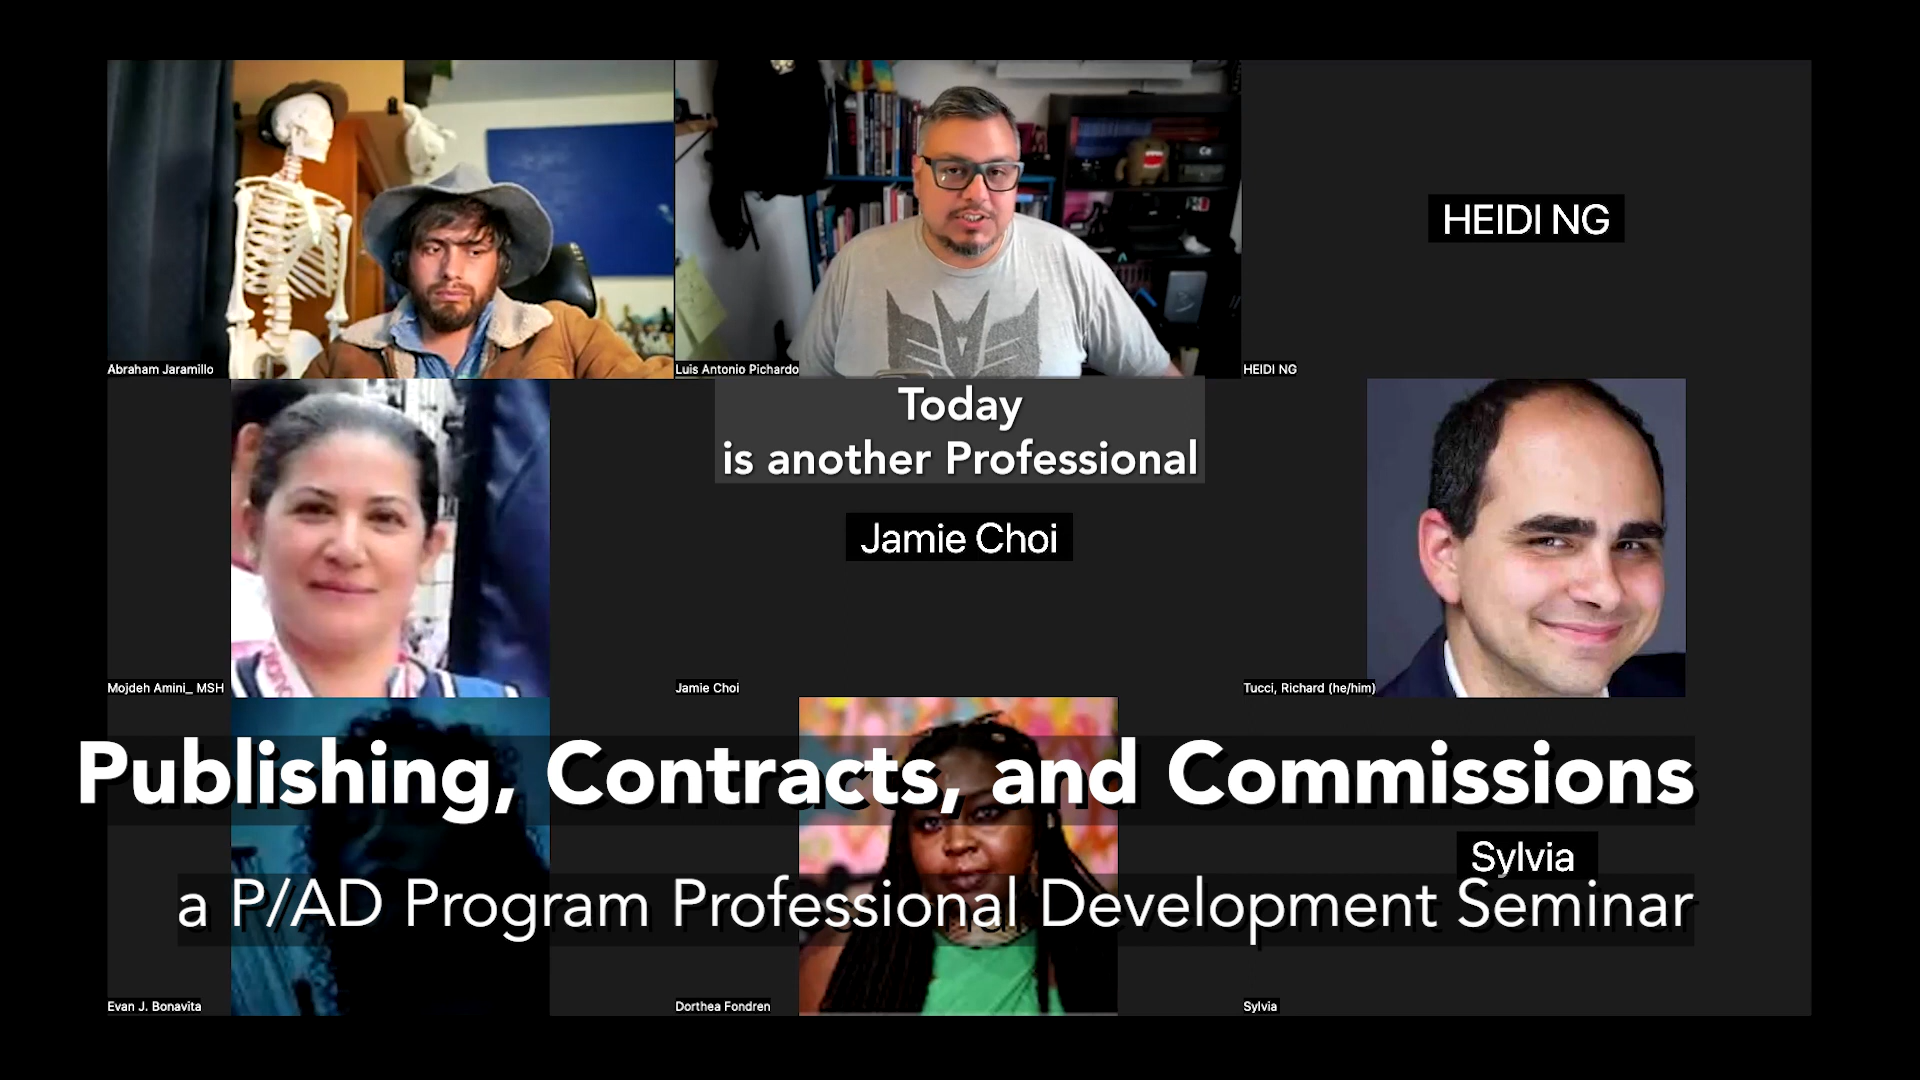 HEIDI NG
Abraham Jaramillo
Luis Antonio Pichardo
HEIDI NG
Today
is another Professional
Jamie Choi
Mojdeh Amini_ MSH
Jamie Choi
Tucci, Richard (he/him)
Publishing, Contracts, and Commissions
Sylvia
a P/AD Program Professional Development Seminar
Evan J. Bonavita
Dorthea Fondren
Sylvia